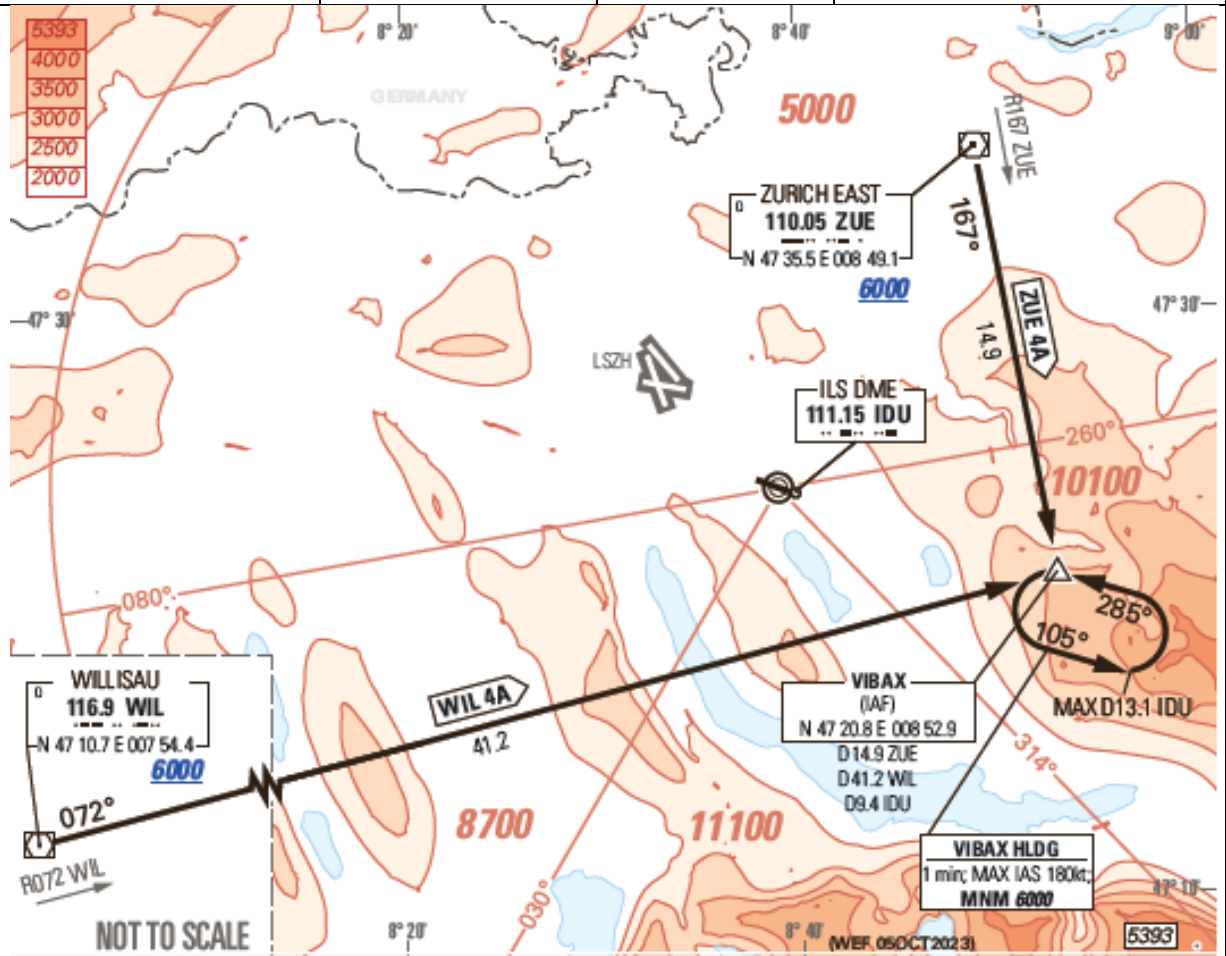 5393
4000
3500
3000
2500
2000
8° 20'
8° 40'
9° 00'
GERMANY
5000
R167 ZUE
ZURICH EAST
110.05 ZUE
N 47 35.5 E 008 49.1
6000
167°
14.9
ZUE 4A
47° 30'
47° 30'
LSZH
ILS DME
111.15 IDU
260°
10100
080°
285°
105°
MAX D13.1 IDU
WILLISAU
116.9 WIL
N 47 10.7 E 007 54.4
6000
WIL 4A
41.2
072°
R072 WIL
VIBAX
(IAF)
N 47 20.8 E 008 52.9
D14.9 ZUE
D41.2 WIL
D9.4 IDU
314°
8700
11100
VIBAX HLDG
1 min; MAX IAS 180kt;
MNM 6000
47° 10'
030°
NOT TO SCALE
8° 20'
8° 40'
(WEF 05OCT2023)
5393